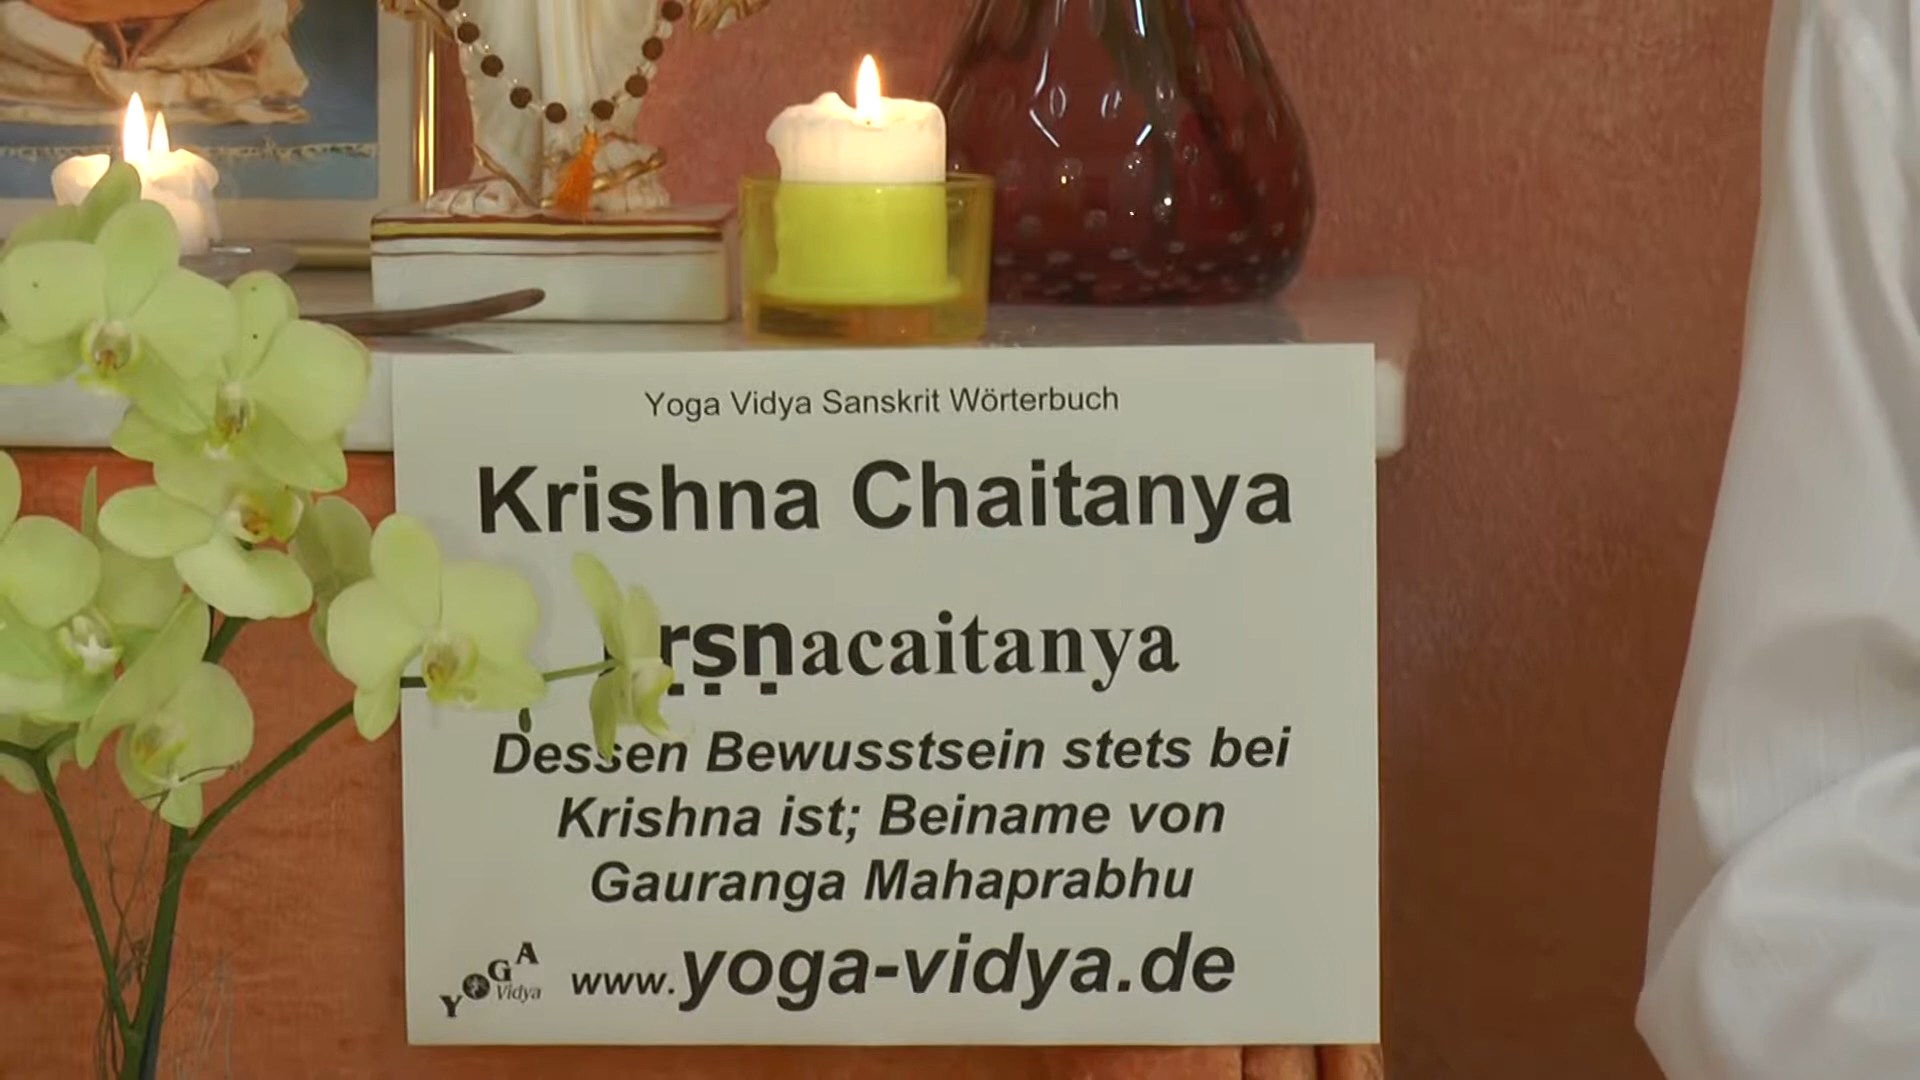 Yoga Vidya Sanskrit Wörterbuch
Krishna Chaitanya
ṛṣṇacaitanya
Dessen Bewusstsein stets bei
Krishna ist; Beiname von
Gauranga Mahaprabhu
YOGA Vidya www.yoga-vidya.de